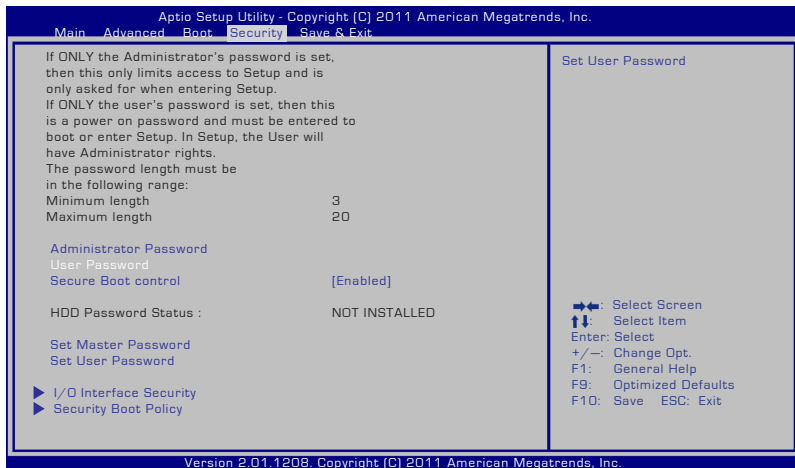 Aptio Setup Utility - Copyright (C) 2011 American Megatrends, Inc.
Main Advanced Boot Security Save & Exit
If ONLY the Administrator's password is set,
then this only limits access to Setup and is
only asked for when entering Setup.
If ONLY the user's password is set, then this
is a power on password and must be entered to
boot or enter Setup. In Setup, the User will
have Administrator rights.
The password length must be
in the following range:
Minimum length 3
Maximum length 20
Administrator Password
User Password
Secure Boot control [Enabled]
HDD Password Status : NOT INSTALLED
Set Master Password
Set User Password
I/O Interface Security
Security Boot Policy
Set User Password
→←: Select Screen
↑↓: Select Item
Enter: Select
+/—: Change Opt.
F1: General Help
F9: Optimized Defaults
F10: Save ESC: Exit
Version 2.01.1208. Copyright (C) 2011 American Megatrends, Inc.